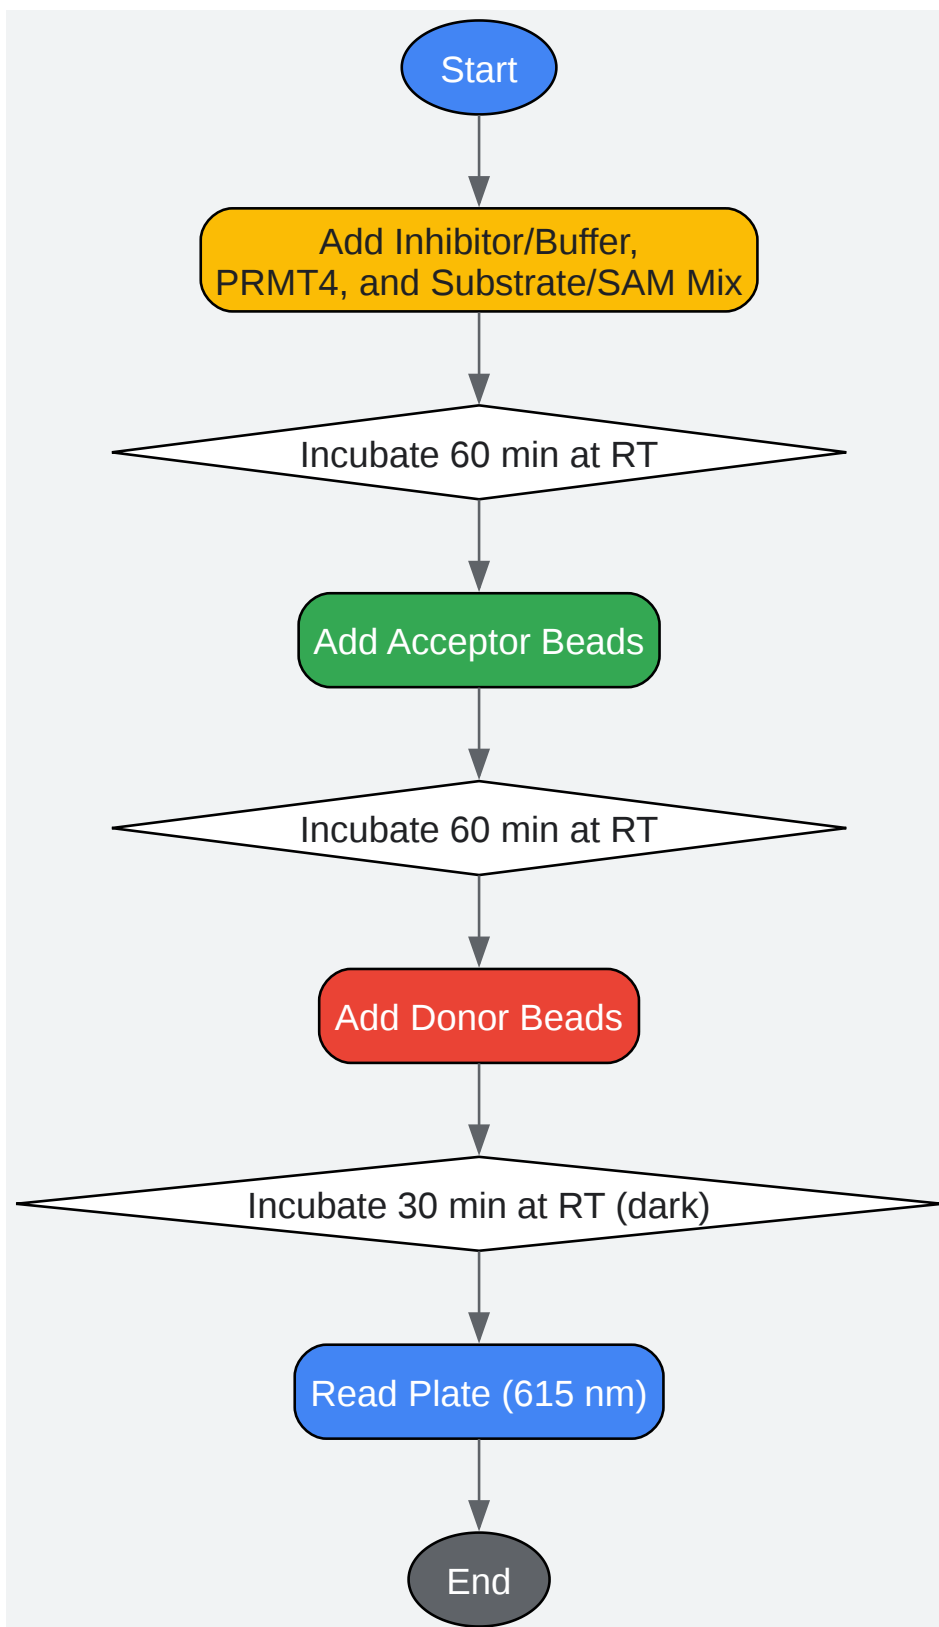 Start
Add Inhibitor/Buffer,
PRMT4, and Substrate/SAM Mix
Incubate 60 min at RT
Add Acceptor Beads
Incubate 60 min at RT
Add Donor Beads
Incubate 30 min at RT (dark)
Read Plate (615 nm)
End